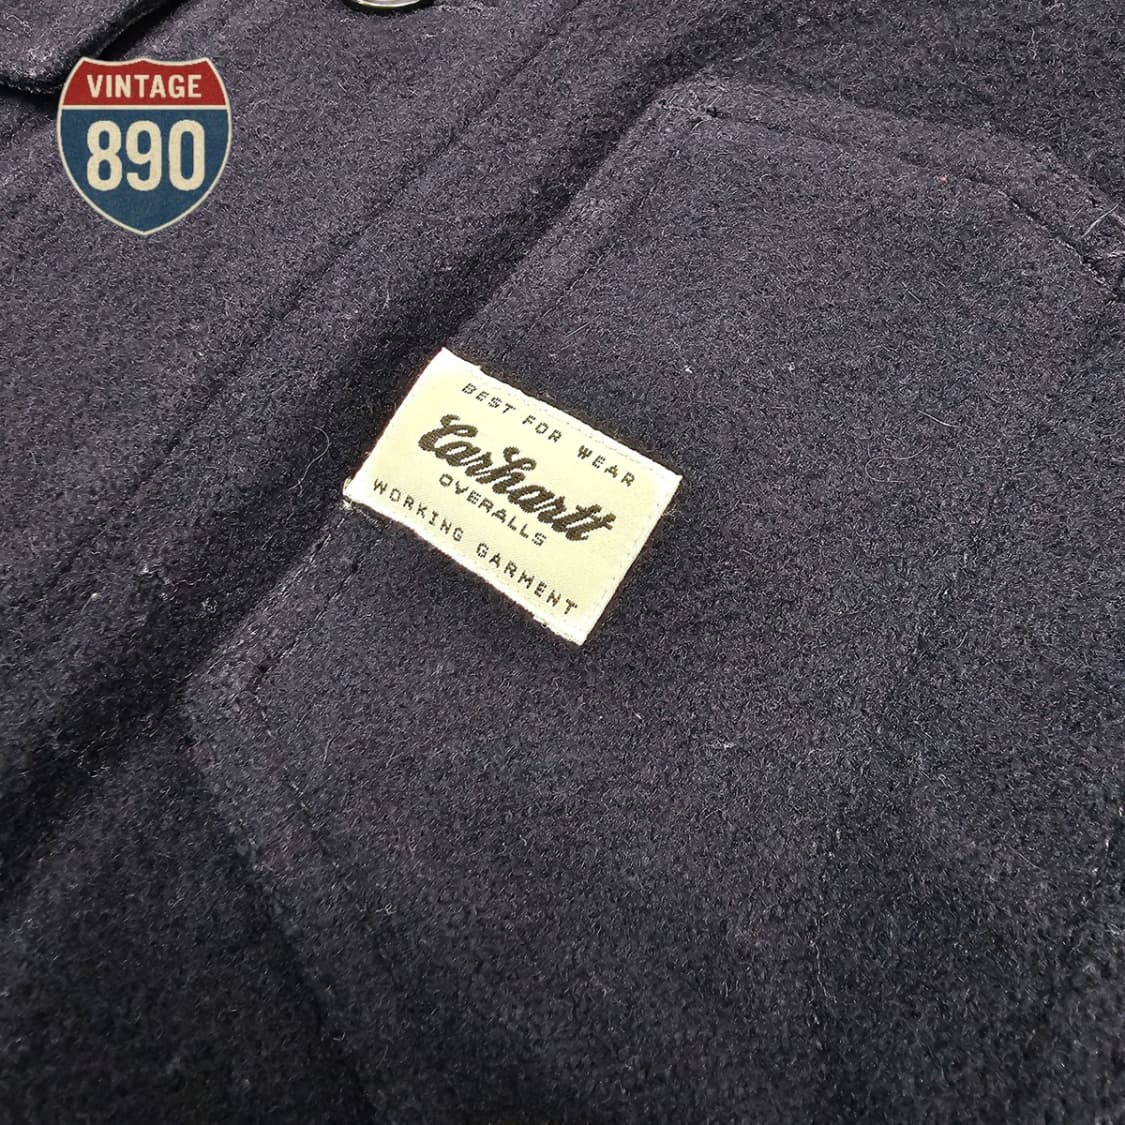 VINTAGE
890
BEST FOR WEAR
Carhartt
OVERALLS
WORKING GARMENT